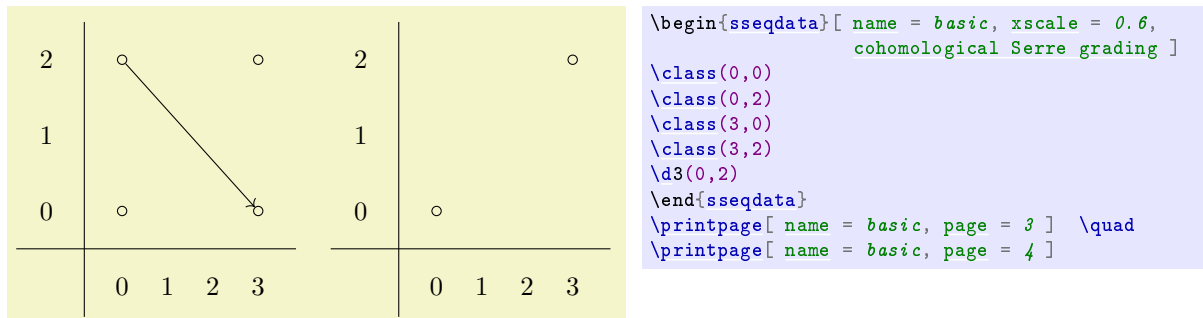 2
1
0
0 1 2 3
2
1
0
0 1 2 3
\begin{sseqdata}[ name = basic, xscale = 0.6,
cohomological Serre grading ]
\class(0,0)
\class(0,2)
\class(3,0)
\class(3,2)
\d3(0,2)
\end{sseqdata}
\printpage[ name = basic, page = 3 ] \quad
\printpage[ name = basic, page = 4 ]